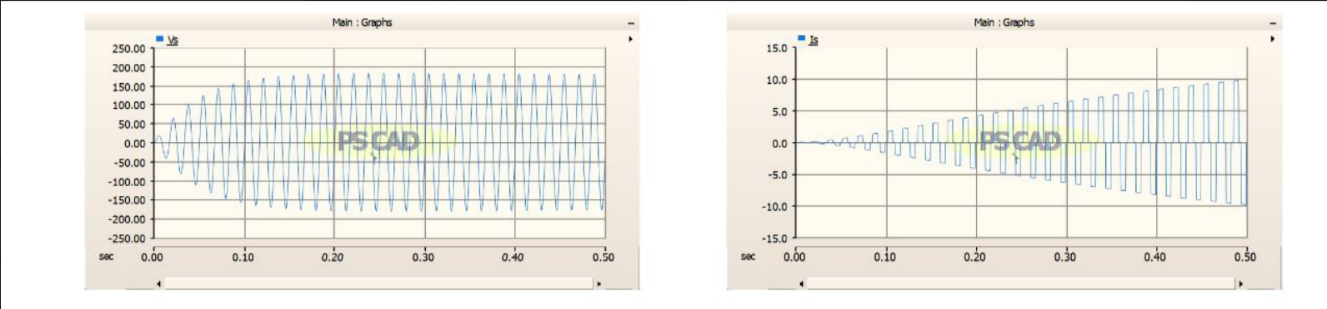 Main : Graphs
Vs
250.00
200.00
150.00
100.00
50.00
0.00
-50.00
-100.00
-150.00
-200.00
-250.00
PSCAD
sec 0.00 0.10 0.20 0.30 0.40 0.50
Main : Graphs
Is
15.0
10.0
5.0
0.0
-5.0
-10.0
-15.0
PSCAD
sec 0.00 0.10 0.20 0.30 0.40 0.50